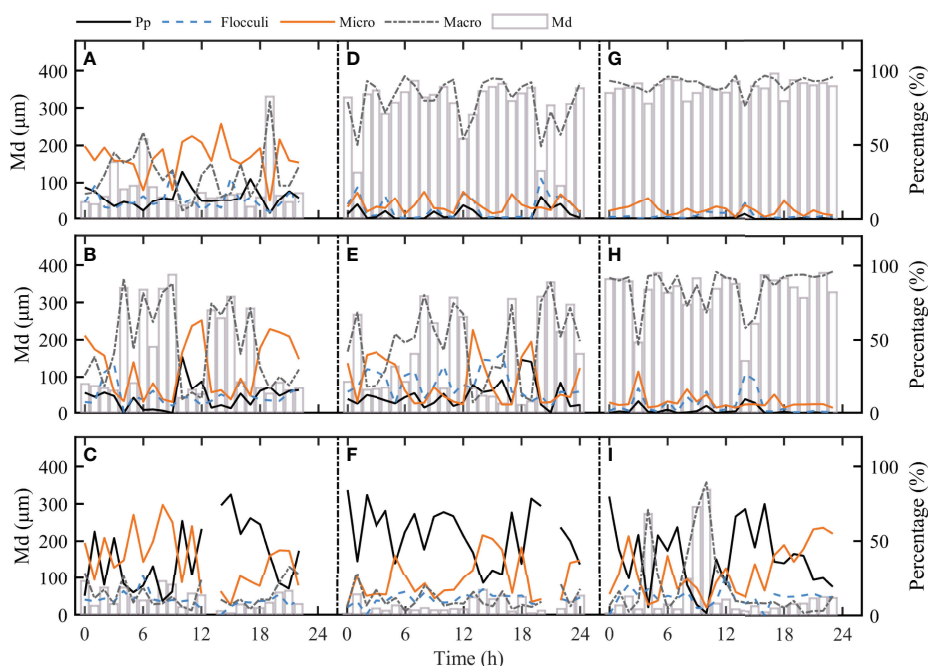 Pp Flocculi Micro Macro Md
A D G
400 300 200 100 0
Md (μm)
100 50 0
Percentage (%)
B E H
400 300 200 100 0
Md (μm)
100 50 0
Percentage (%)
C F I
400 300 200 100 0
Md (μm)
100 50 0
Percentage (%)
0 6 12 18 24 0 6 12 18 24 0 6 12 18 24
Time (h)